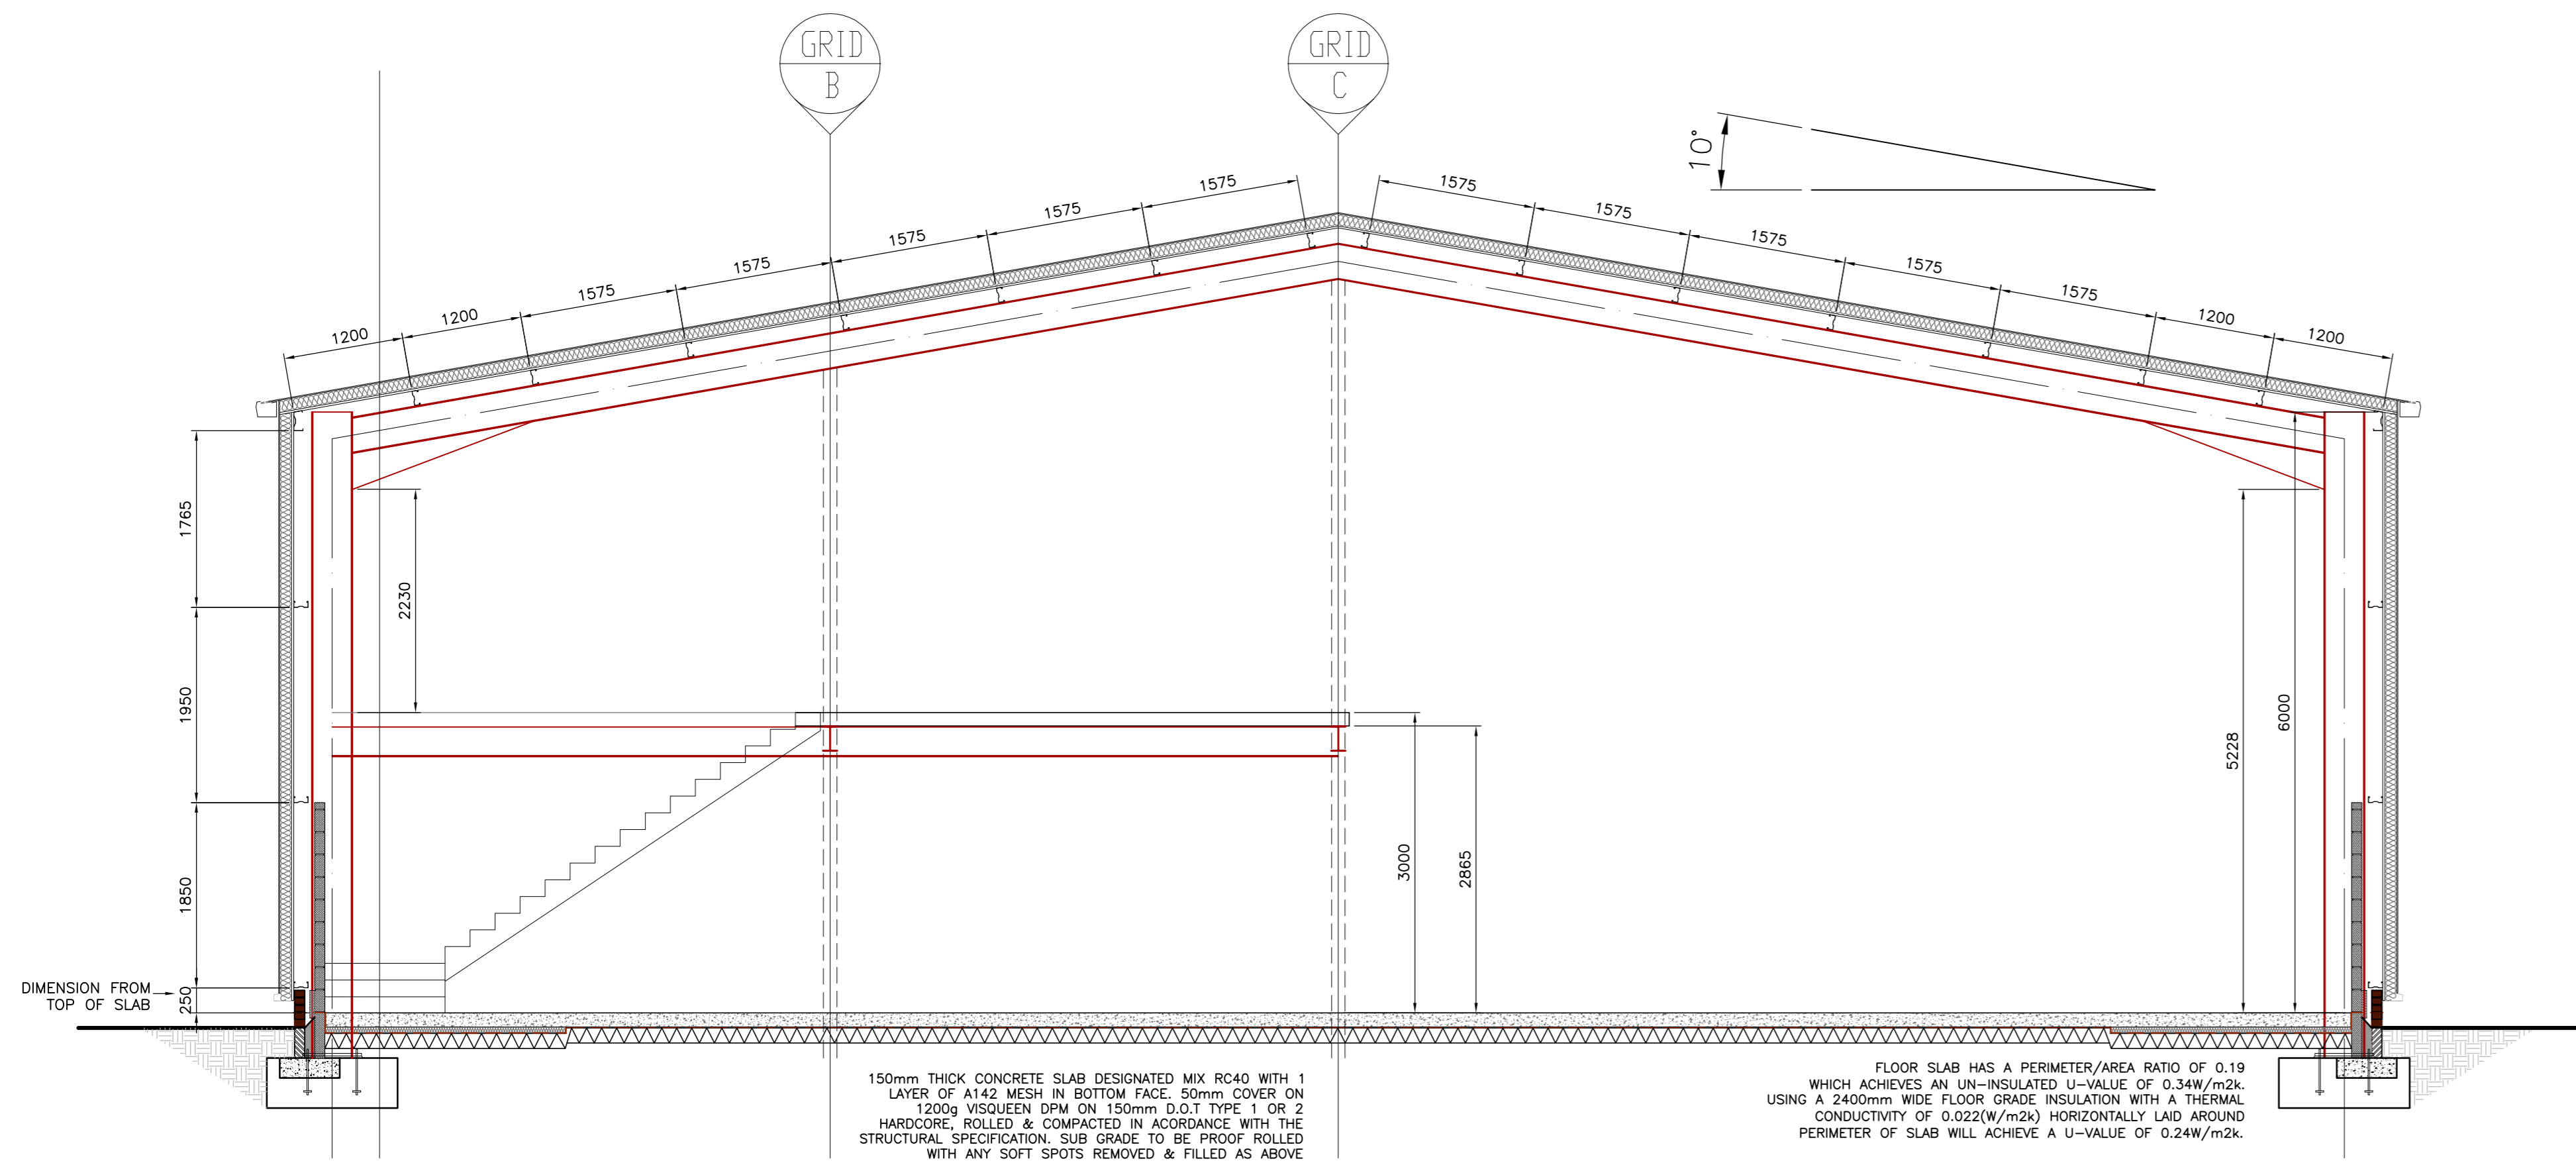 GRID
B
GRID
C
10°
1575
1575
1575
1575
1575
1200
1200
1575
1575
1575
1575
1575
1200
1200
1765
1950
1850
250
2230
3000
2865
5228
6000
DIMENSION FROM
TOP OF SLAB
150mm THICK CONCRETE SLAB DESIGNATED MIX RC40 WITH 1
LAYER OF A142 MESH IN BOTTOM FACE. 50mm COVER ON
1200g VISQUEEN DPM ON 150mm D.O.T TYPE 1 OR 2
HARDCORE, ROLLED & COMPACTED IN ACORDANCE WITH THE
STRUCTURAL SPECIFICATION. SUB GRADE TO BE PROOF ROLLED
WITH ANY SOFT SPOTS REMOVED & FILLED AS ABOVE
FLOOR SLAB HAS A PERIMETER/AREA RATIO OF 0.19
WHICH ACHIEVES AN UN-INSULATED U-VALUE OF 0.34W/m2k.
USING A 2400mm WIDE FLOOR GRADE INSULATION WITH A THERMAL
CONDUCTIVITY OF 0.022(W/m2k) HORIZONTALLY LAID AROUND
PERIMETER OF SLAB WILL ACHIEVE A U-VALUE OF 0.24W/m2k.